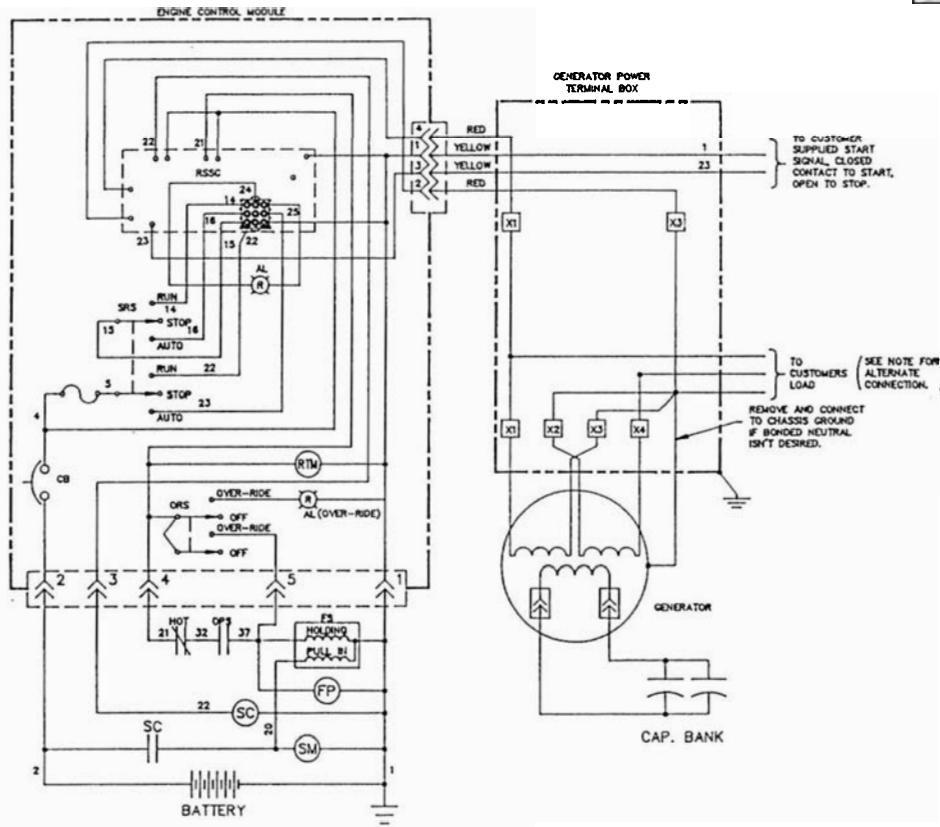 ENGINE CONTROL MODULE
GENERATOR POWER
TERMINAL BOX
22
21
RSSC
24
14
16
25
15
22
23
4
RED
1
YELLOW
1
3
YELLOW
23
2
RED
TO CUSTOMER
SUPPLIED START
SIGNAL, CLOSED
CONTACT TO START,
OPEN TO STOP.
X1
X3
AL
R
RUN
14
SRS
15
STOP
16
AUTO
RUN
22
5
STOP
23
AUTO
4
CB
TO
CUSTOMERS
LOAD
(SEE NOTE FOR
ALTERNATE
CONNECTION.
REMOVE AND CONNECT
TO CHASSIS GROUND
IF BONDED NEUTRAL
ISN'T DESIRED.
X1
X2
X3
X4
RTM
OVER-RIDE
R
AL (OVER-RIDE)
ORS
OFF
OVER-RIDE
OFF
2
3
4
5
1
GENERATOR
HOT
OPS
FS
21
32
37
HOLDING
PULL IN
FP
22
SC
20
SC
SM
2
1
BATTERY
CAP. BANK